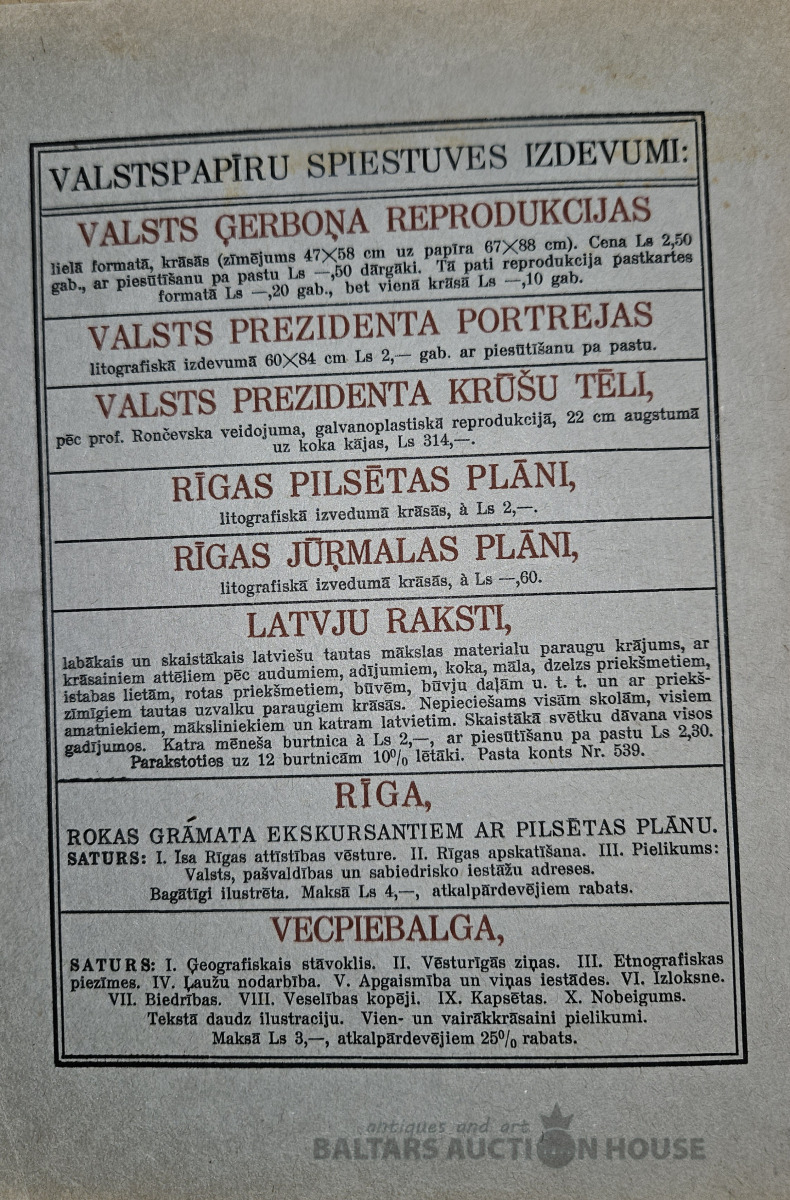 VALSTSPAPĪRU SPIESTUVES IZDEVUMI:
VALSTS ĢERBOŅA REPRODUKCIJAS
lielā formatā, krāsās (zīmējums 47×58 cm uz papīra 67×88 cm). Cena Ls 2,50
gab., ar piesūtīšanu pa pastu Ls —,50 dārgāki. Tā pati reprodukcija pastkartes
formatā Ls —,20 gab., bet vienā krāsā Ls —,10 gab.
VALSTS PREZIDENTA PORTREJAS
litografiskā izdevumā 60×84 cm Ls 2,— gab. ar piesūtīšanu pa pastu.
VALSTS PREZIDENTA KRŪŠU TĒLI,
pēc prof. Rončevska veidojuma, galvanoplastiskā reprodukcijā, 22 cm augstumā
uz koka kājas, Ls 314,—.
RĪGAS PILSĒTAS PLĀNI,
litografiskā izvedumā krāsās, à Ls 2,—.
RĪGAS JŪŖMALAS PLĀNI,
litografiskā izvedumā krāsās, à Ls —,60.
LATVJU RAKSTI,
labākais un skaistākais latviešu tautas mākslas materialu paraugu krājums, ar
krāsainiem attēliem pēc audumiem, adījumiem, koka, māla, dzelzs priekšmetiem,
istabas lietām, rotas priekšmetiem, būvēm, būvju daļām u. t. t. un ar priekš-
zīmīgiem tautas uzvalku paraugiem krāsās. Nepieciešams visām skolām, visiem
amatniekiem, māksliniekiem un katram latvietim. Skaistākā svētku dāvana visos
gadījumos. Katra mēneša burtnica à Ls 2,—, ar piesūtīšanu pa pastu Ls 2,30.
Parakstoties uz 12 burtnicām 10% lētāki. Pasta konts Nr. 539.
RĪGA,
ROKAS GRĀMATA EKSKURSANTIEM AR PILSĒTAS PLĀNU.
SATURS: I. Īsa Rīgas attīstības vēsture. II. Rīgas apskatīšana. III. Pielikums:
Valsts, pašvaldības un sabiedrisko iestāžu adreses.
Bagātīgi ilustrēta. Maksā Ls 4,—, atkalpārdevējiem rabats.
VECPIEBALGA,
SATURS: I. Ģeografiskais stāvoklis. II. Vēsturīgās ziņas. III. Etnografiskas
piezīmes. IV. Ļaužu nodarbība. V. Apgaismība un viņas iestādes. VI. Izloksne.
VII. Biedrības. VIII. Veselības kopēji. IX. Kapsētas. X. Nobeigums.
Tekstā daudz ilustraciju. Vien- un vairākkrāsaini pielikumi.
Maksā Ls 3,—, atkalpārdevējiem 25% rabats.
antiques and art
BALTARS AUCTION HOUSE